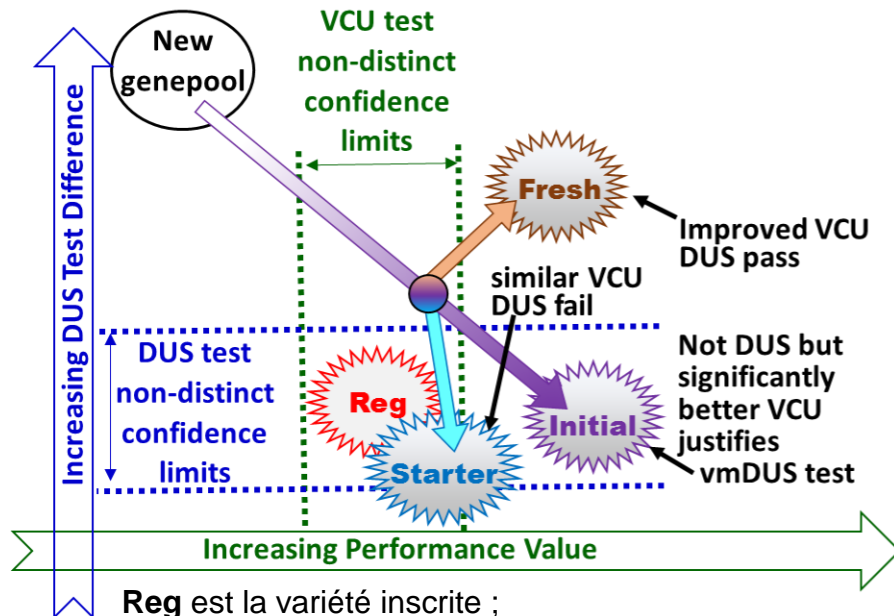 New
genepool
VCU test
non-distinct
confidence
limits
Increasing DUS Test Difference
Fresh
Improved VCU
DUS pass
similar VCU
DUS fail
DUS test
non-distinct
confidence
limits
Reg
Starter
Initial
Not DUS but
significantly
better VCU
justifies
vmDUS test
Increasing Performance Value
Reg est la variété inscrite ;